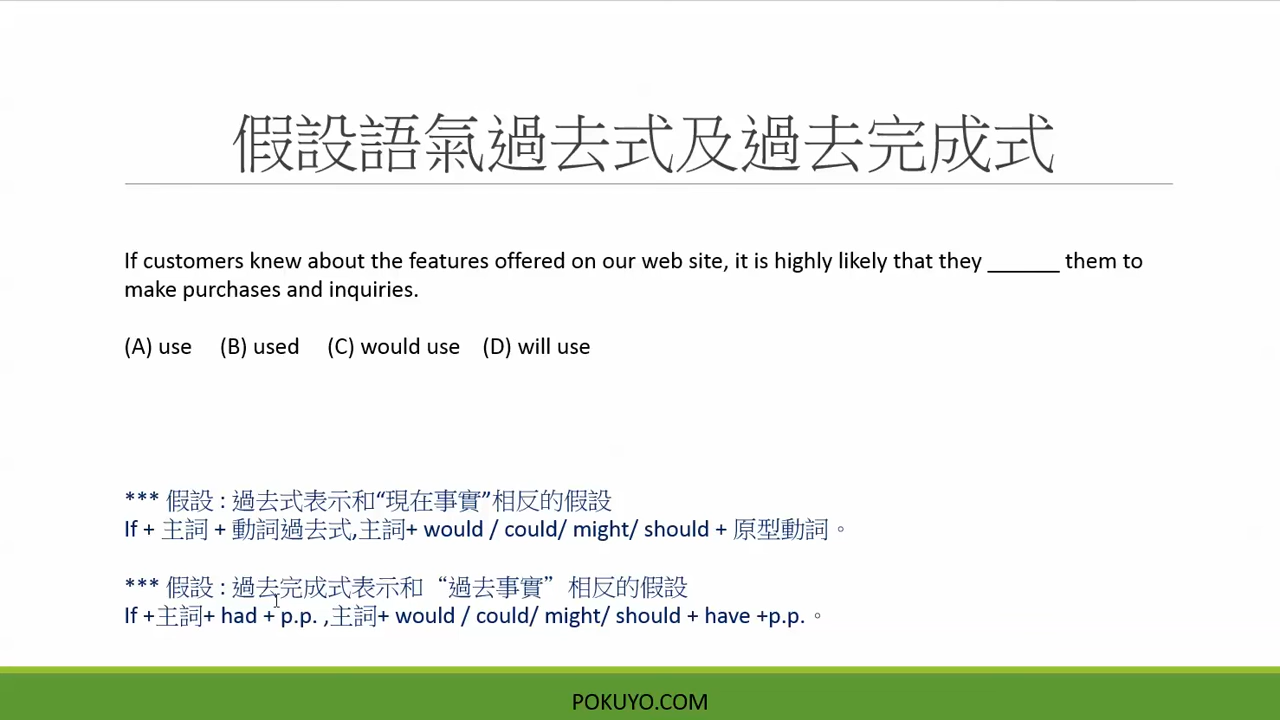 假設語氣過去式及過去完成式
If customers knew about the features offered on our web site, it is highly likely that they ______ them to
make purchases and inquiries.
(A) use (B) used (C) would use (D) will use
*** 假設 : 過去式表示和“現在事實”相反的假設
If + 主詞 + 動詞過去式,主詞+ would / could/ might/ should + 原型動詞。
*** 假設 : 過去完成式表示和“過去事實”相反的假設
If +主詞+ had + p.p. ,主詞+ would / could/ might/ should + have +p.p.。
POKUYO.COM